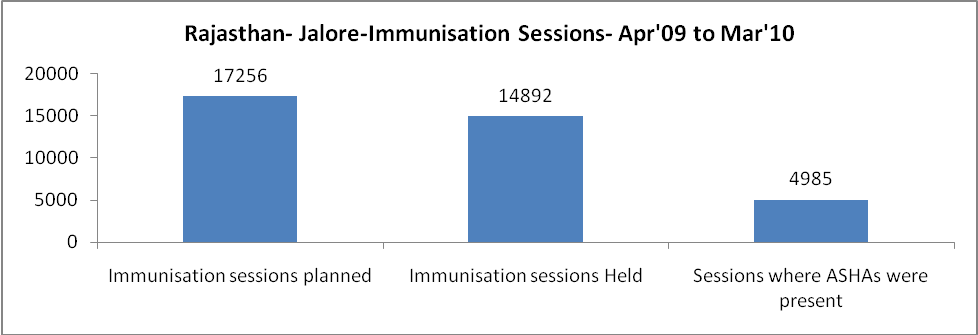 Rajasthan- Jalore-Immunisation Sessions- Apr'09 to Mar'10
20000
15000
10000
5000
0
17256
14892
4985
Immunisation sessions planned
Immunisation sessions Held
Sessions where ASHAs were
present